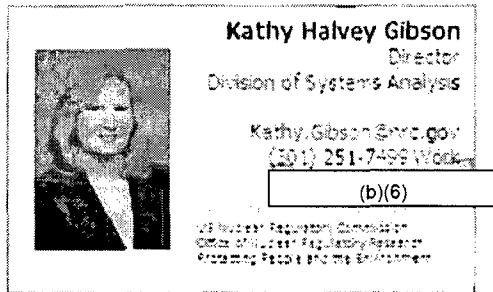 Kathy Halvey Gibson
Director
Division of Systems Analysis
Kathy.Gibson@nrc.gov
(301) 251-7499 Work
(b)(6)
US Nuclear Regulatory Commission
Office of Nuclear Regulatory Research
Protecting People and the Environment